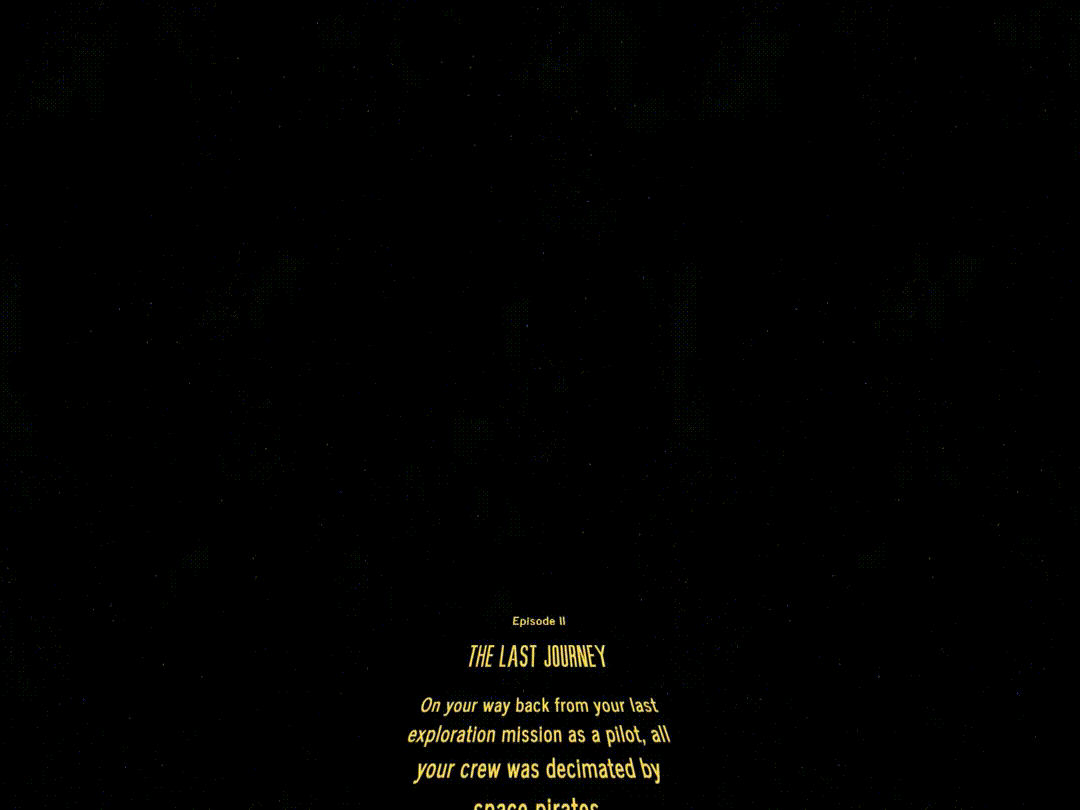 Episode II
THE LAST JOURNEY
On your way back from your last
exploration mission as a pilot, all
your crew was decimated by
space pirates